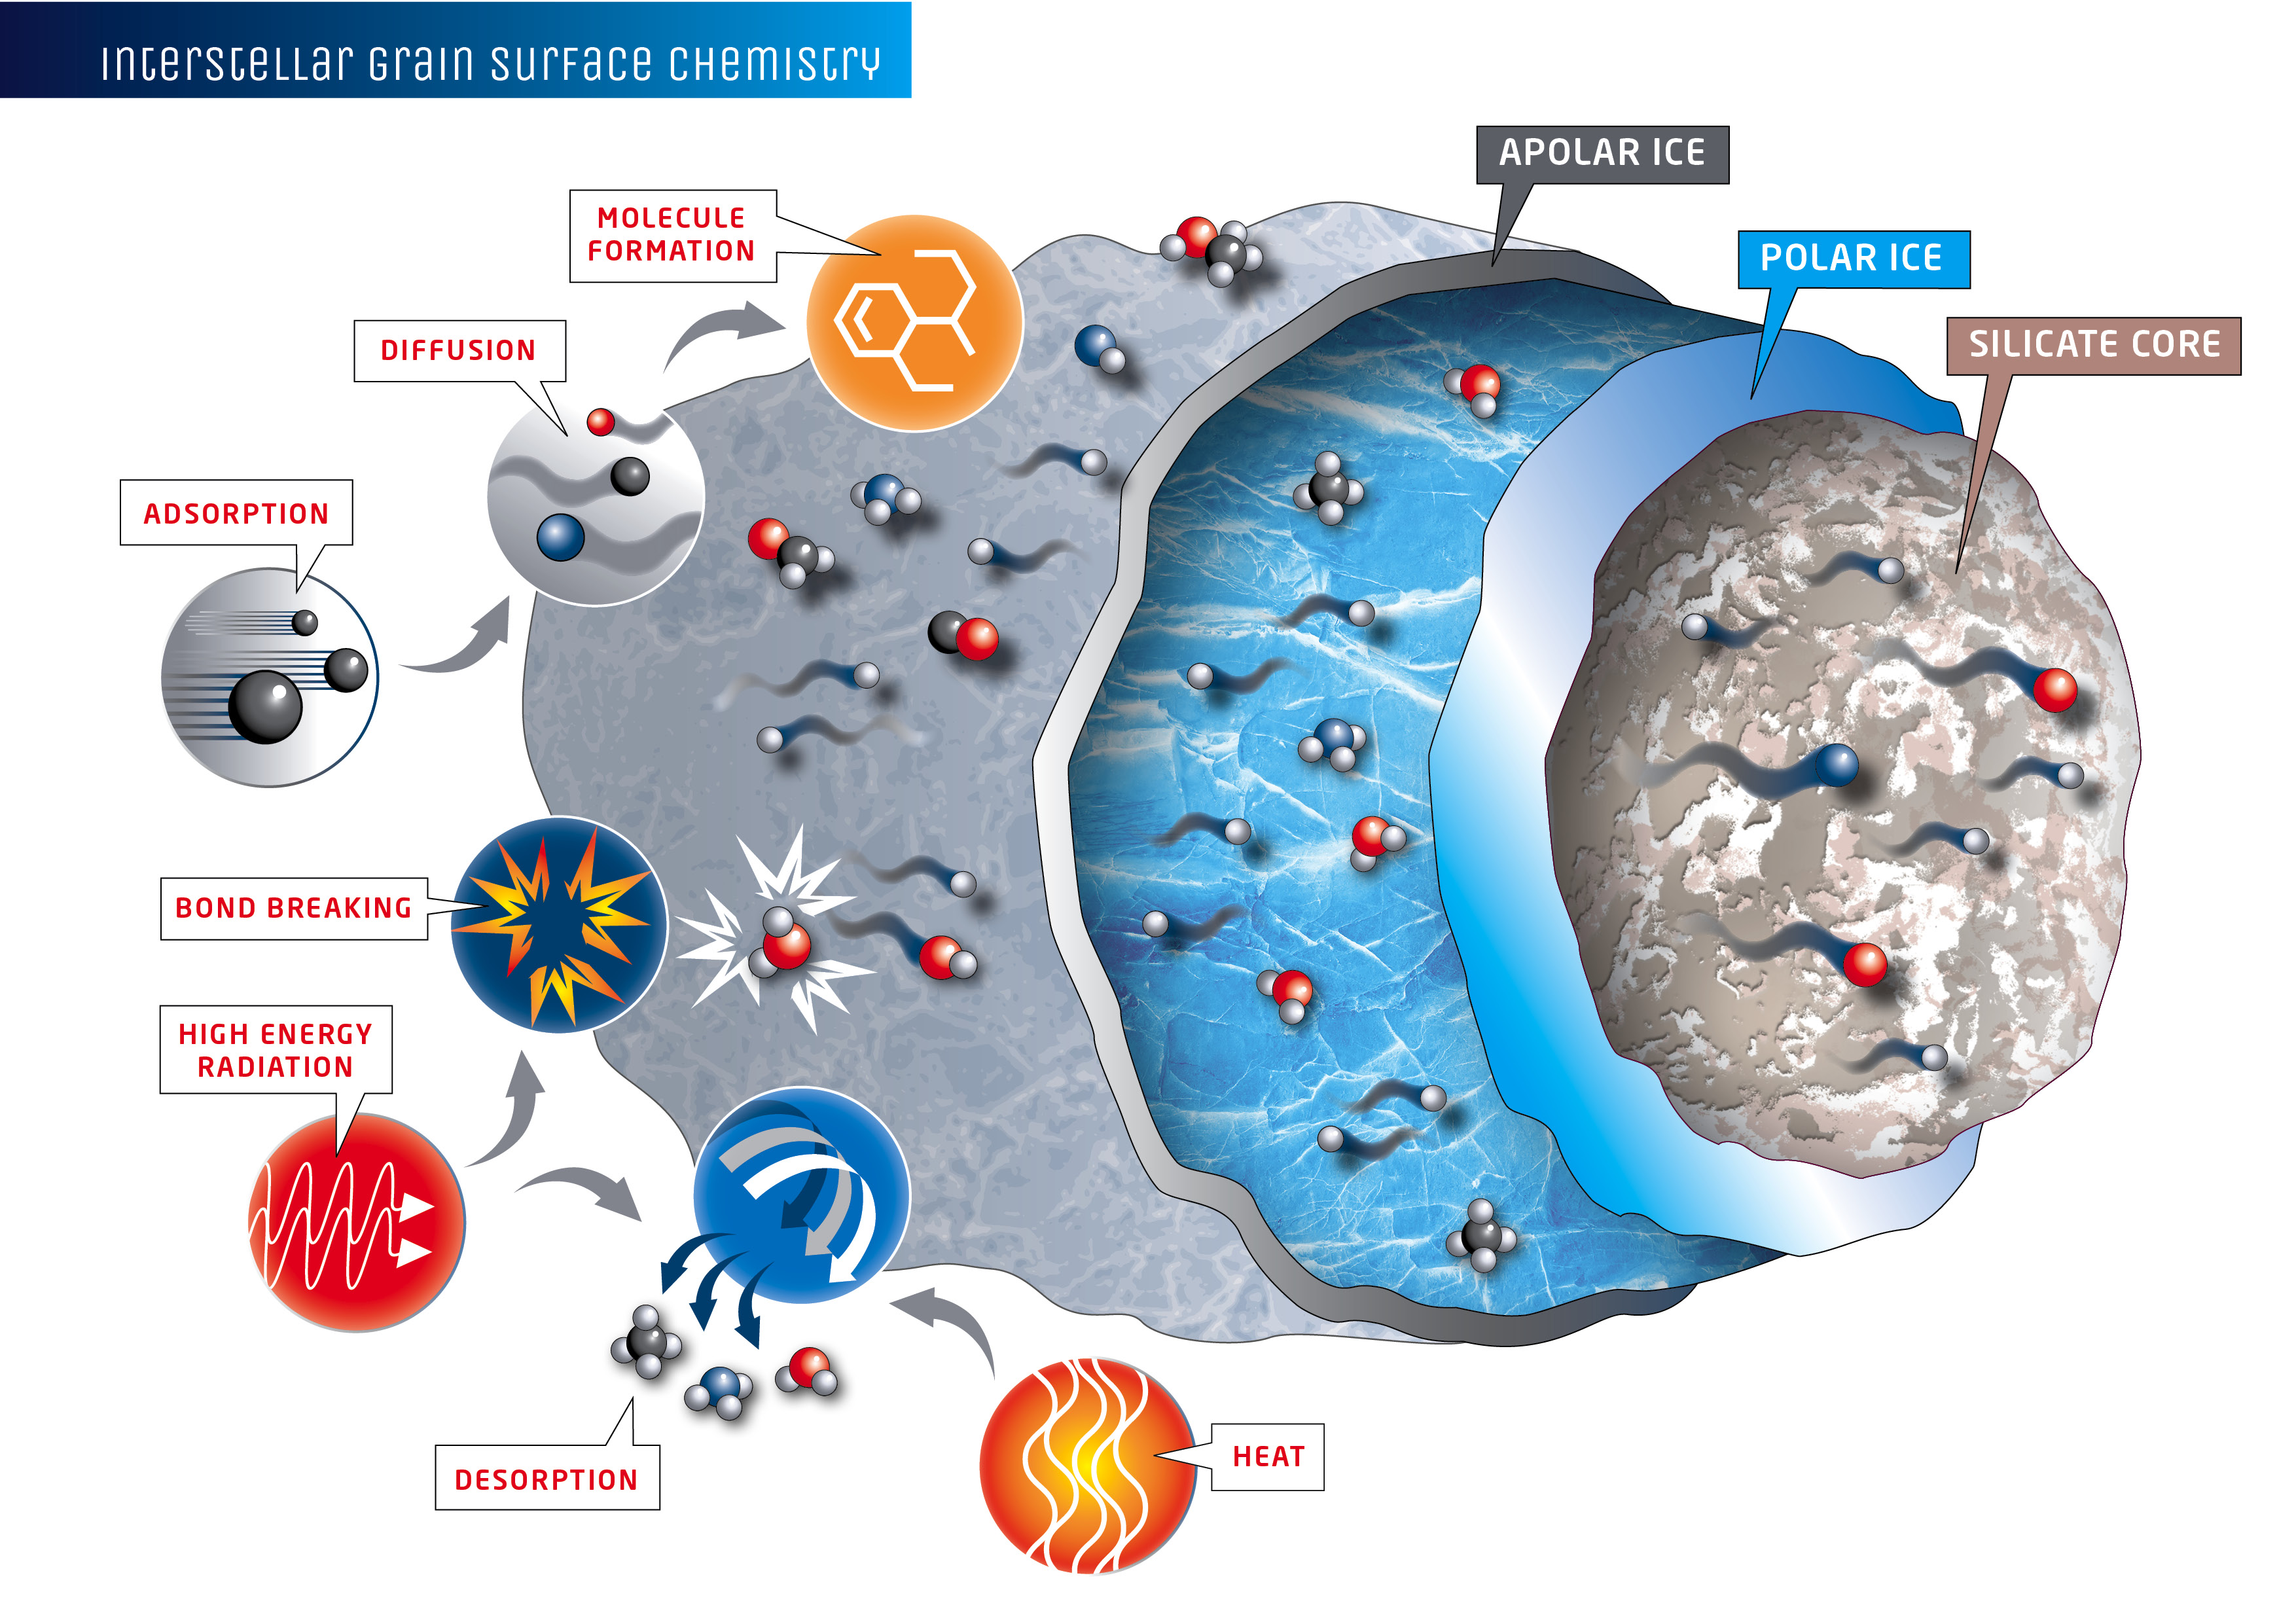 Interstellar Grain Surface Chemistry
APOLAR ICE
MOLECULE
FORMATION
POLAR ICE
SILICATE CORE
DIFFUSION
ADSORPTION
BOND BREAKING
HIGH ENERGY
RADIATION
HEAT
DESORPTION